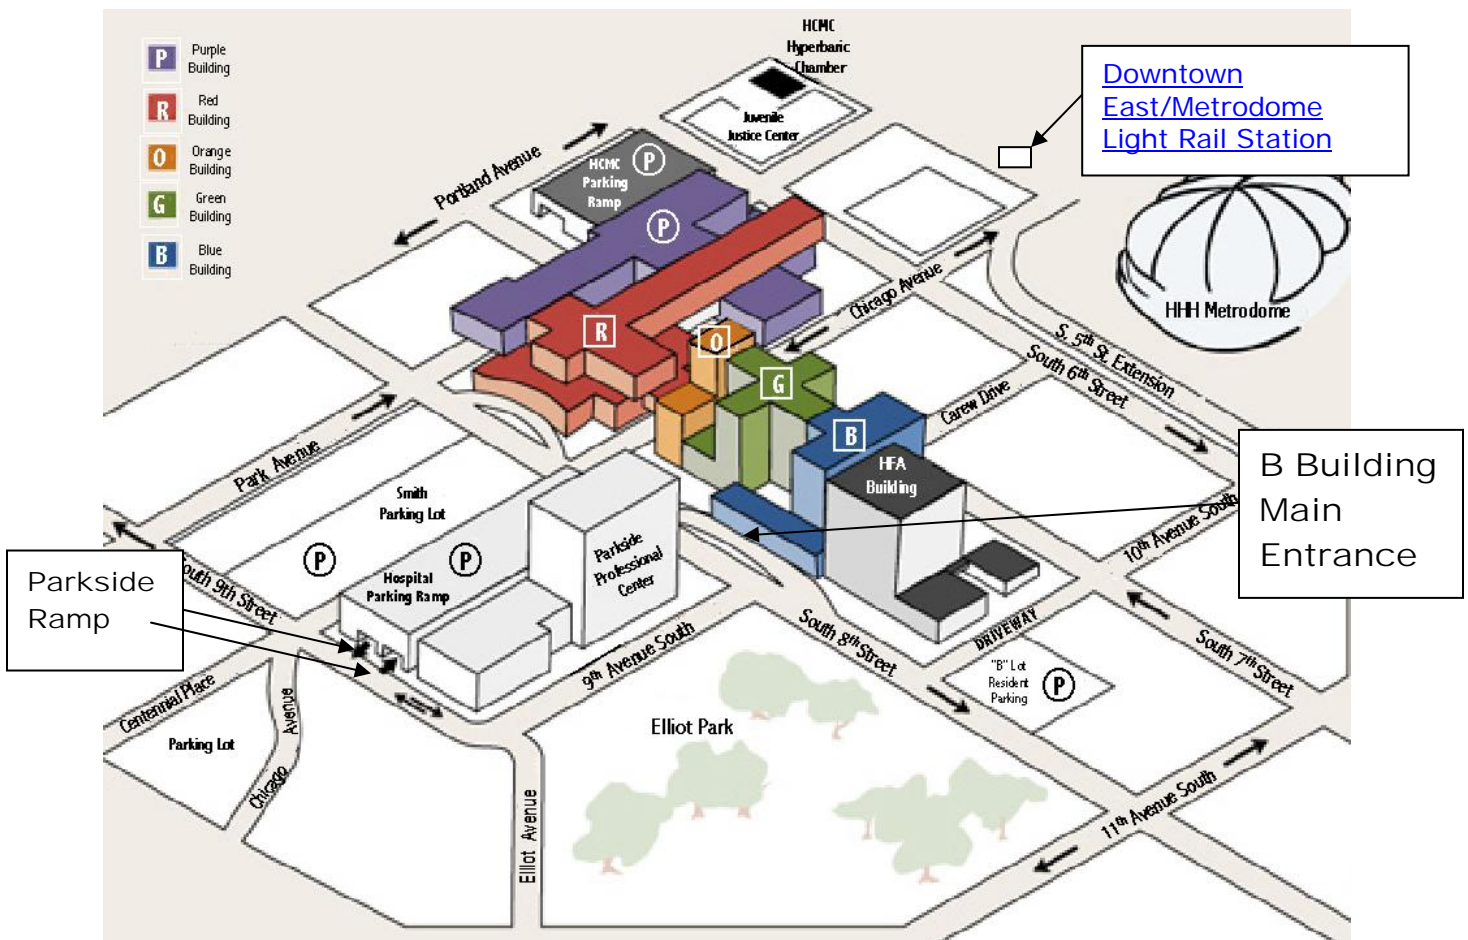 P
Purple
Building
R
Red
Building
O
Orange
Building
G
Green
Building
B
Blue
Building
HCMC
Hyperbaric
Chamber
Juvenile
Justice Center
Downtown
East/Metrodome
Light Rail Station
Portland Avenue
HCMC
Parking
Ramp
P
P
R
O
G
B
Chicago Avenue
HHH Metrodome
S. 5th St. Extension
South 6th Street
Carew Drive
HFA
Building
B Building
Main
Entrance
10th Avenue South
Park Avenue
Smith
Parking Lot
P
P
Hospital
Parking Ramp
Parkside
Professional
Center
Parkside
Ramp
South 9th Street
9th Avenue South
South 8th Street
DRIVEWAY
South 7th Street
"B" Lot
Resident
Parking
P
Centennial Place
Parking Lot
Chicago
Avenue
Elliot Park
Elliot Avenue
11th Avenue South